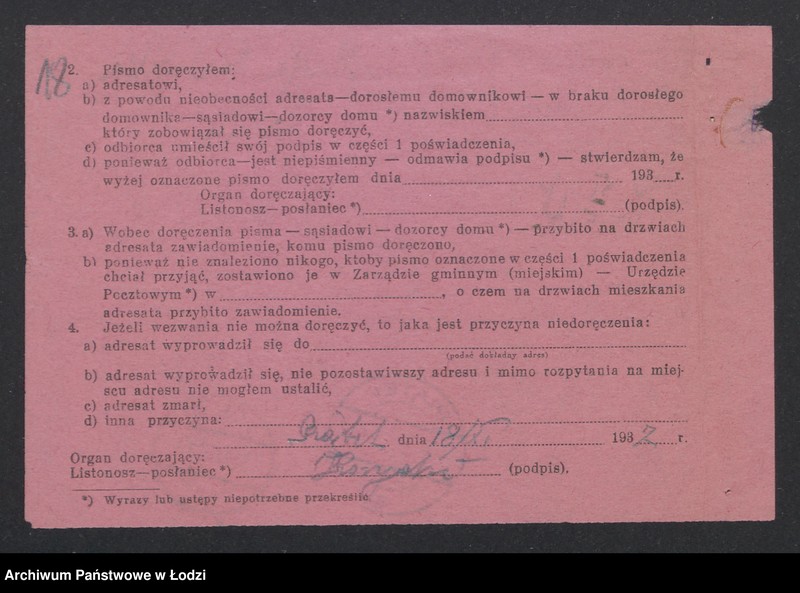 18
2. Pismo doręczyłem:
a) adresatowi,
b) z powodu nieobecności adresata—dorosłemu domownikowi — w braku dorosłego
domownika—sąsiadowi—dozorcy domu *) nazwiskiem
który zobowiązał się pismo doręczyć,
c) odbiorca umieścił swój podpis w części 1 poświadczenia,
d) ponieważ odbiorca—jest niepiśmienny — odmawia podpisu *) — stwierdzam, że
wyżej oznaczone pismo doręczyłem dnia 193 r.
Organ doręczający:
Listonosz—posłaniec *) (podpis).
3. a) Wobec doręczenia pisma — sąsiadowi — dozorcy domu *) — przybito na drzwiach
adresata zawiadomienie, komu pismo doręczono,
b) ponieważ nie znaleziono nikogo, ktoby pismo oznaczone w części 1 poświadczenia
chciał przyjąć, zostawiono je w Zarządzie gminnym (miejskim) — Urzędzie
Pocztowym *) w , o czem na drzwiach mieszkania
adresata przybito zawiadomienie.
4. Jeżeli wezwania nie można doręczyć, to jaka jest przyczyna niedoręczenia:
a) adresat wyprowadził się do
(podać dokładny adres)
b) adresat wyprowadził się, nie pozostawiwszy adresu i mimo rozpytania na miej-
scu adresu nie mogłem ustalić,
c) adresat zmarł,
d) inna przyczyna:
dnia 18/IX 1937 r.
Organ doręczający:
Listonosz—posłaniec *) (podpis).
*) Wyrazy lub ustępy niepotrzebne przekreślić.
Archiwum Państwowe w Łodzi